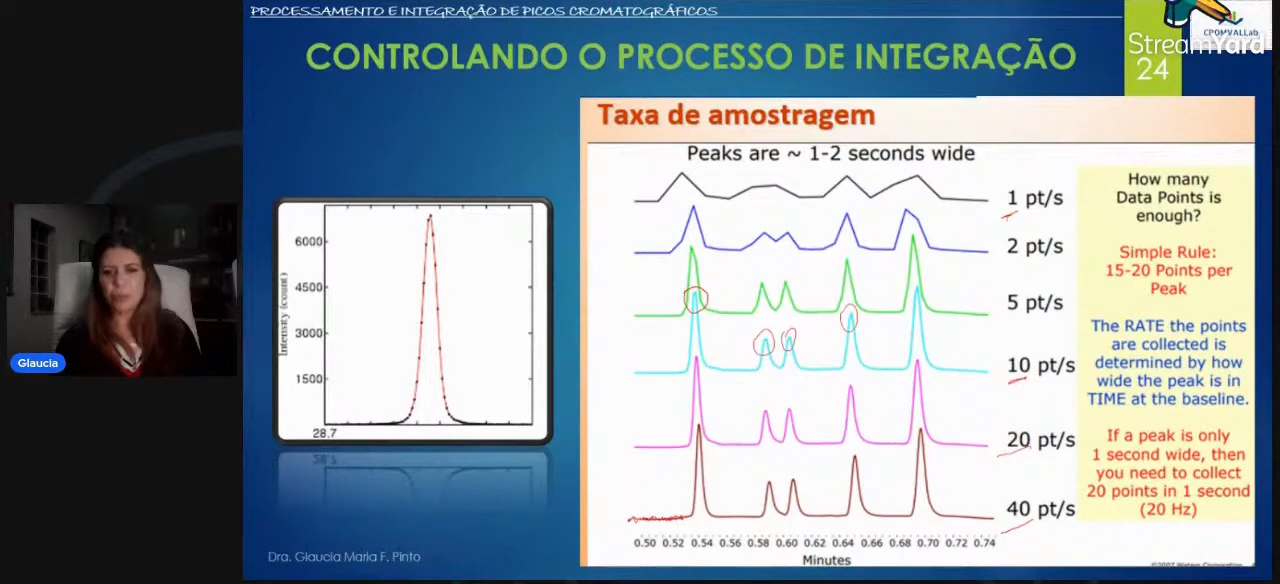 PROCESSAMENTO E INTEGRAÇÃO DE PICOS CROMATOGRÁFICOS
CPQMVALLab
StreamYard
24
CONTROLANDO O PROCESSO DE INTEGRAÇÃO
Taxa de amostragem
Peaks are ~ 1-2 seconds wide
1 pt/s
2 pt/s
5 pt/s
10 pt/s
20 pt/s
40 pt/s
0.50 0.52 0.54 0.56 0.58 0.60 0.62 0.64 0.66 0.68 0.70 0.72 0.74
Minutes
How many
Data Points is
enough?
Simple Rule:
15-20 Points per
Peak
The RATE the points
are collected is
determined by how
wide the peak is in
TIME at the baseline.
If a peak is only
1 second wide, then
you need to collect
20 points in 1 second
(20 Hz)
©2007 Waters Corporation
Intensity (count)
6000
4500
3000
1500
28.7
Glaucia
Dra. Glaucia Maria F. Pinto